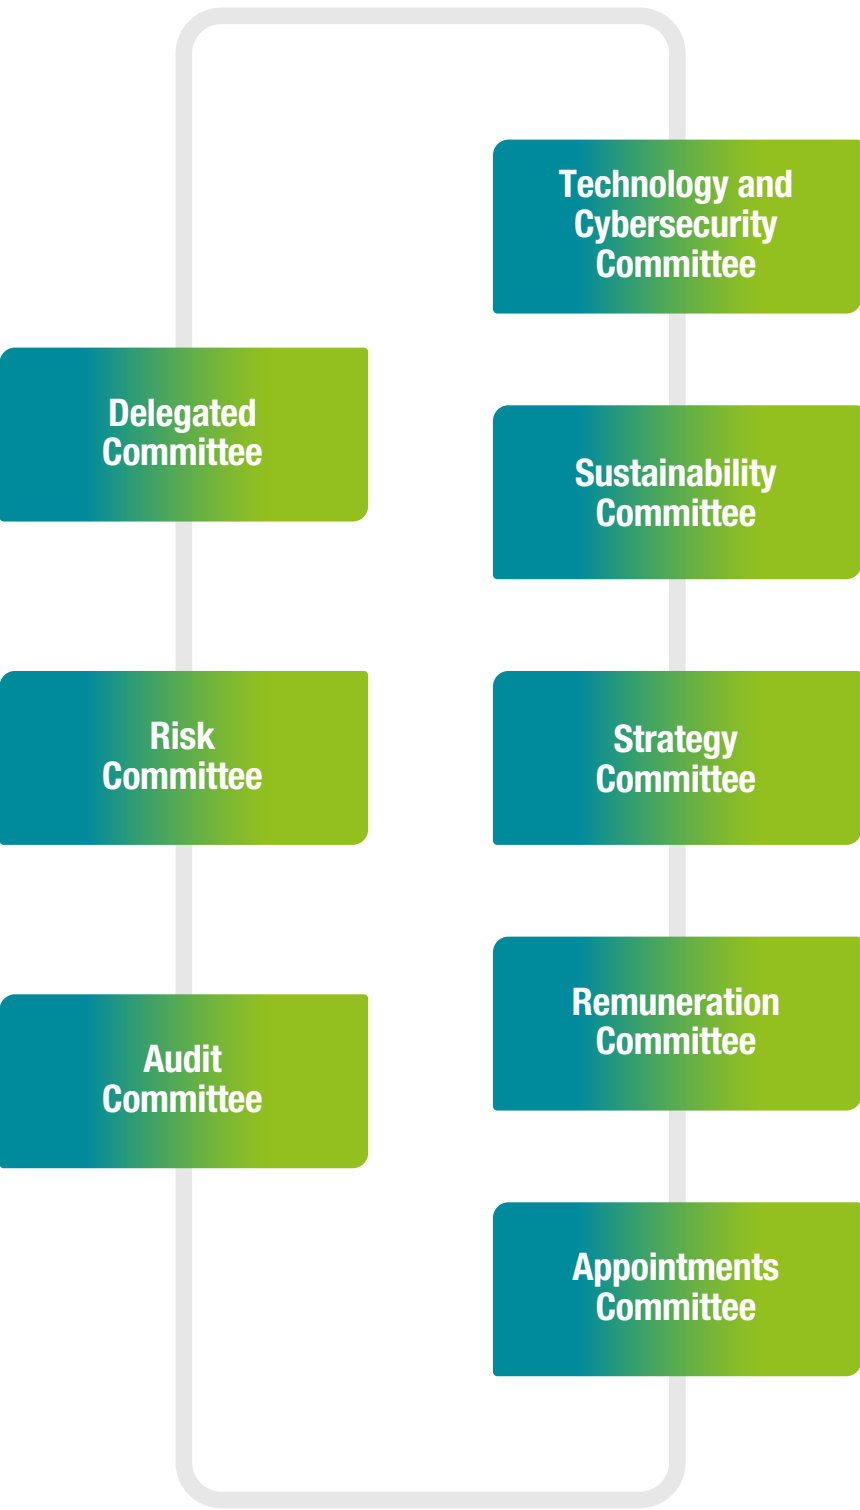 Delegated
Committee
Risk
Committee
Audit
Committee
Technology and
Cybersecurity
Committee
Sustainability
Committee
Strategy
Committee
Remuneration
Committee
Appointments
Committee